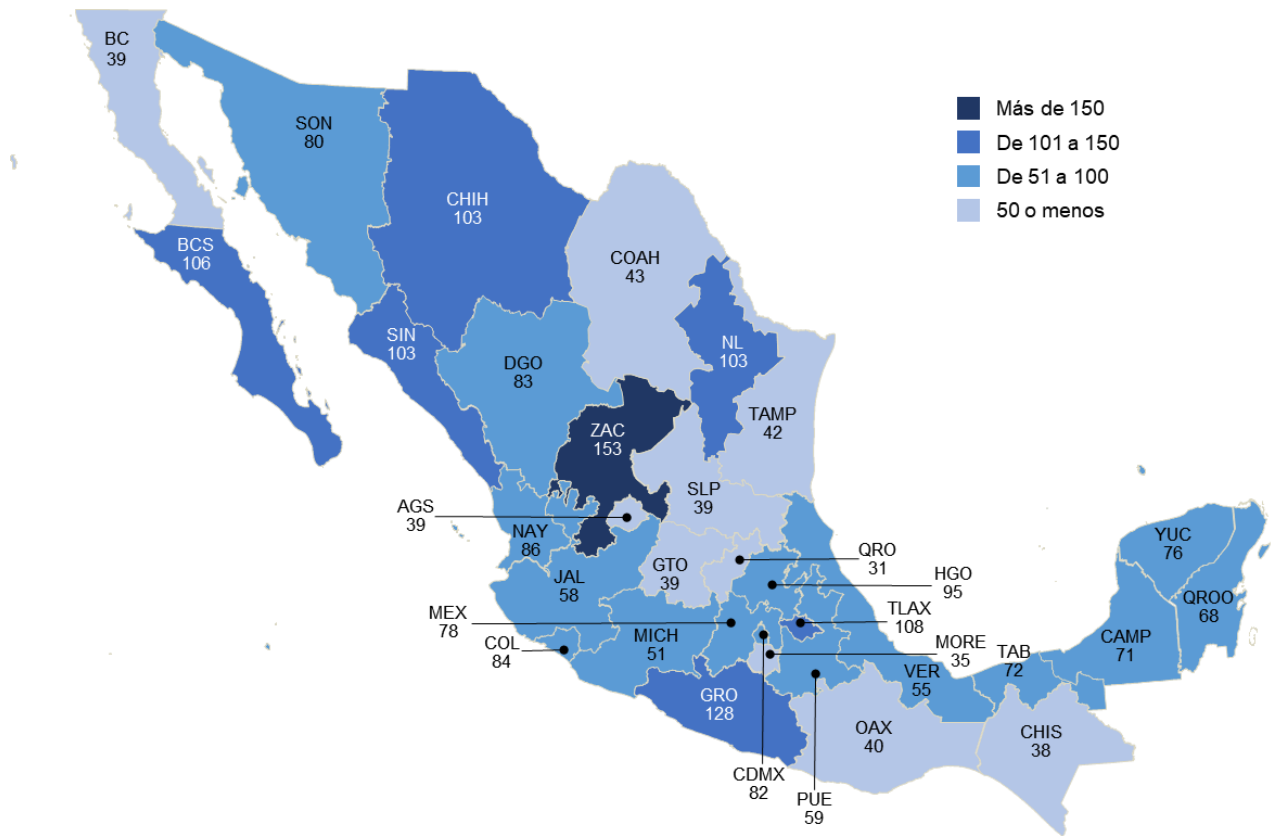 BC
39
SON
80
Más de 150
De 101 a 150
De 51 a 100
50 o menos
CHIH
103
BCS
106
COAH
43
SIN
103
NL
103
DGO
83
TAMP
42
ZAC
153
SLP
39
AGS
39
NAY
86
YUC
76
QRO
31
GTO
39
JAL
58
HGO
95
QROO
68
MEX
78
TLAX
108
COL
84
MICH
51
MORE
35
CAMP
71
TAB
72
VER
55
GRO
128
OAX
40
CHIS
38
CDMX
82
PUE
59